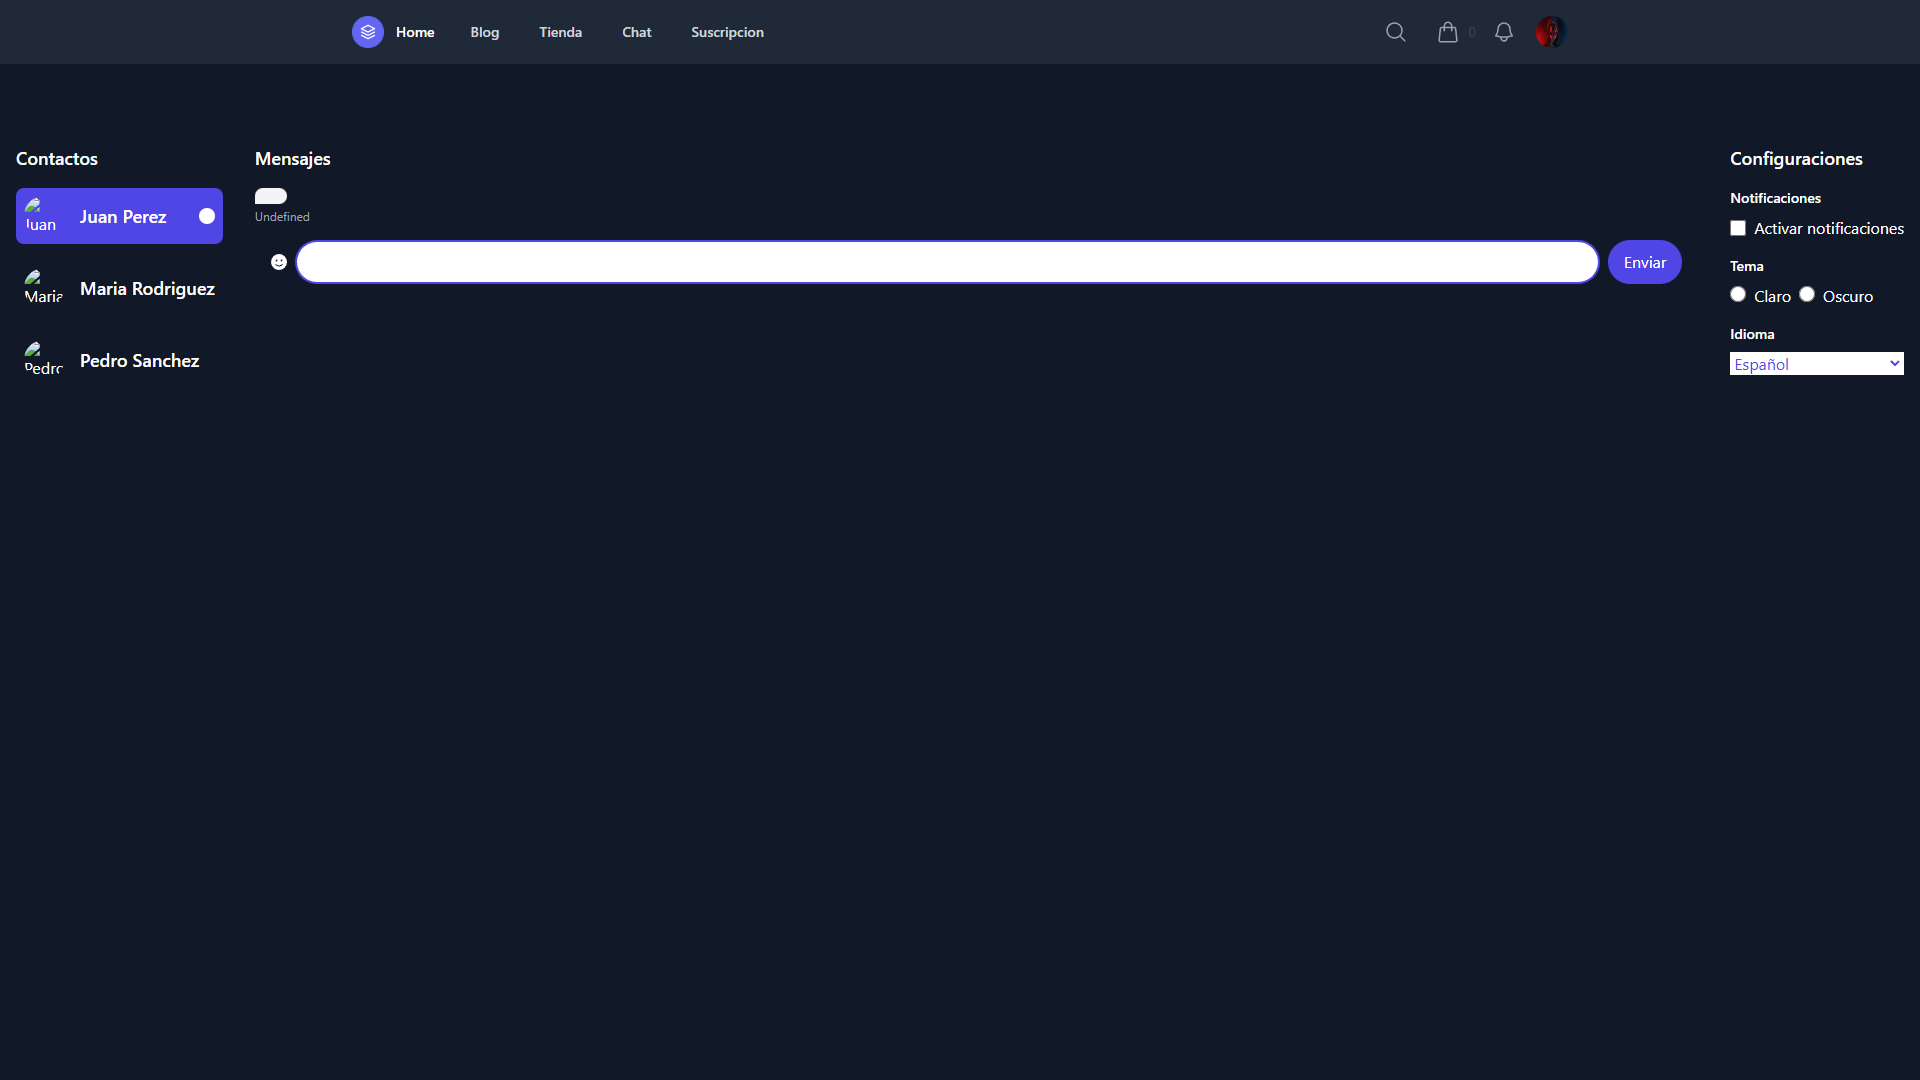 Home Blog Tienda Chat Suscripcion 0
Contactos
Juan Juan Perez
Maria Maria Rodriguez
Pedro Pedro Sanchez
Mensajes
Undefined
Enviar
Configuraciones
Notificaciones
Activar notificaciones
Tema
Claro Oscuro
Idioma
Español